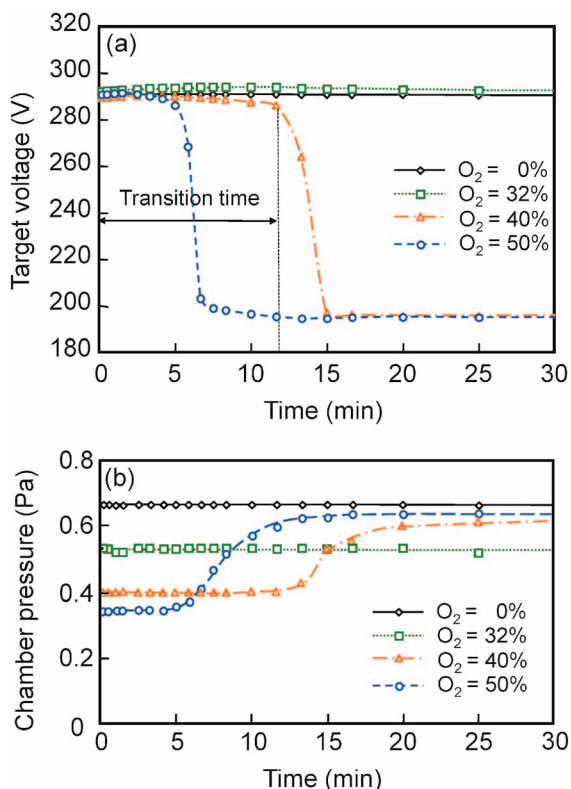 (a)
320
300
280
260
240
220
200
180
Target voltage (V)
Transition time
O2 = 0%
O2 = 32%
O2 = 40%
O2 = 50%
0 5 10 15 20 25 30
Time (min)
(b)
0.8
0.6
0.4
0.2
0
Chamber pressure (Pa)
O2 = 0%
O2 = 32%
O2 = 40%
O2 = 50%
0 5 10 15 20 25 30
Time (min)